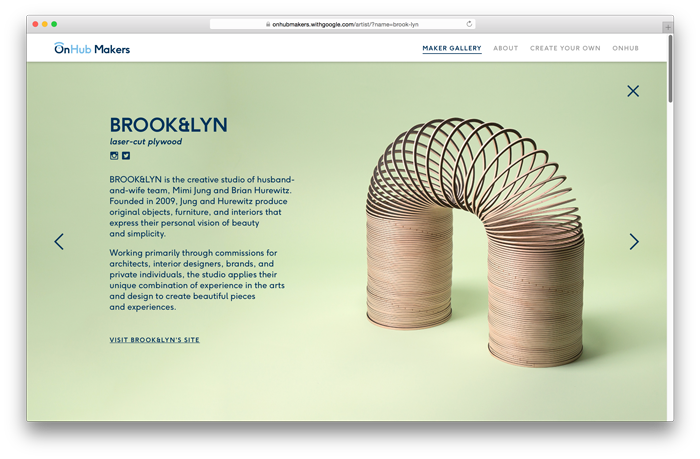 onhubmakers.withgoogle.com/artist/?name=brook-lyn
OnHub Makers
MAKER GALLERY ABOUT CREATE YOUR OWN ONHUB
BROOK&LYN
laser-cut plywood
BROOK&LYN is the creative studio of husband-
and-wife team, Mimi Jung and Brian Hurewitz.
Founded in 2009, Jung and Hurewitz produce
original objects, furniture, and interiors that
express their personal vision for beauty
and simplicity.
Working primarily through commissions for
architects, interior designers, brands, and
private individuals, the studio applies their
unique combination of experience in the arts
and design to create beautiful pieces
and experiences.
VISIT BROOK&LYN'S SITE